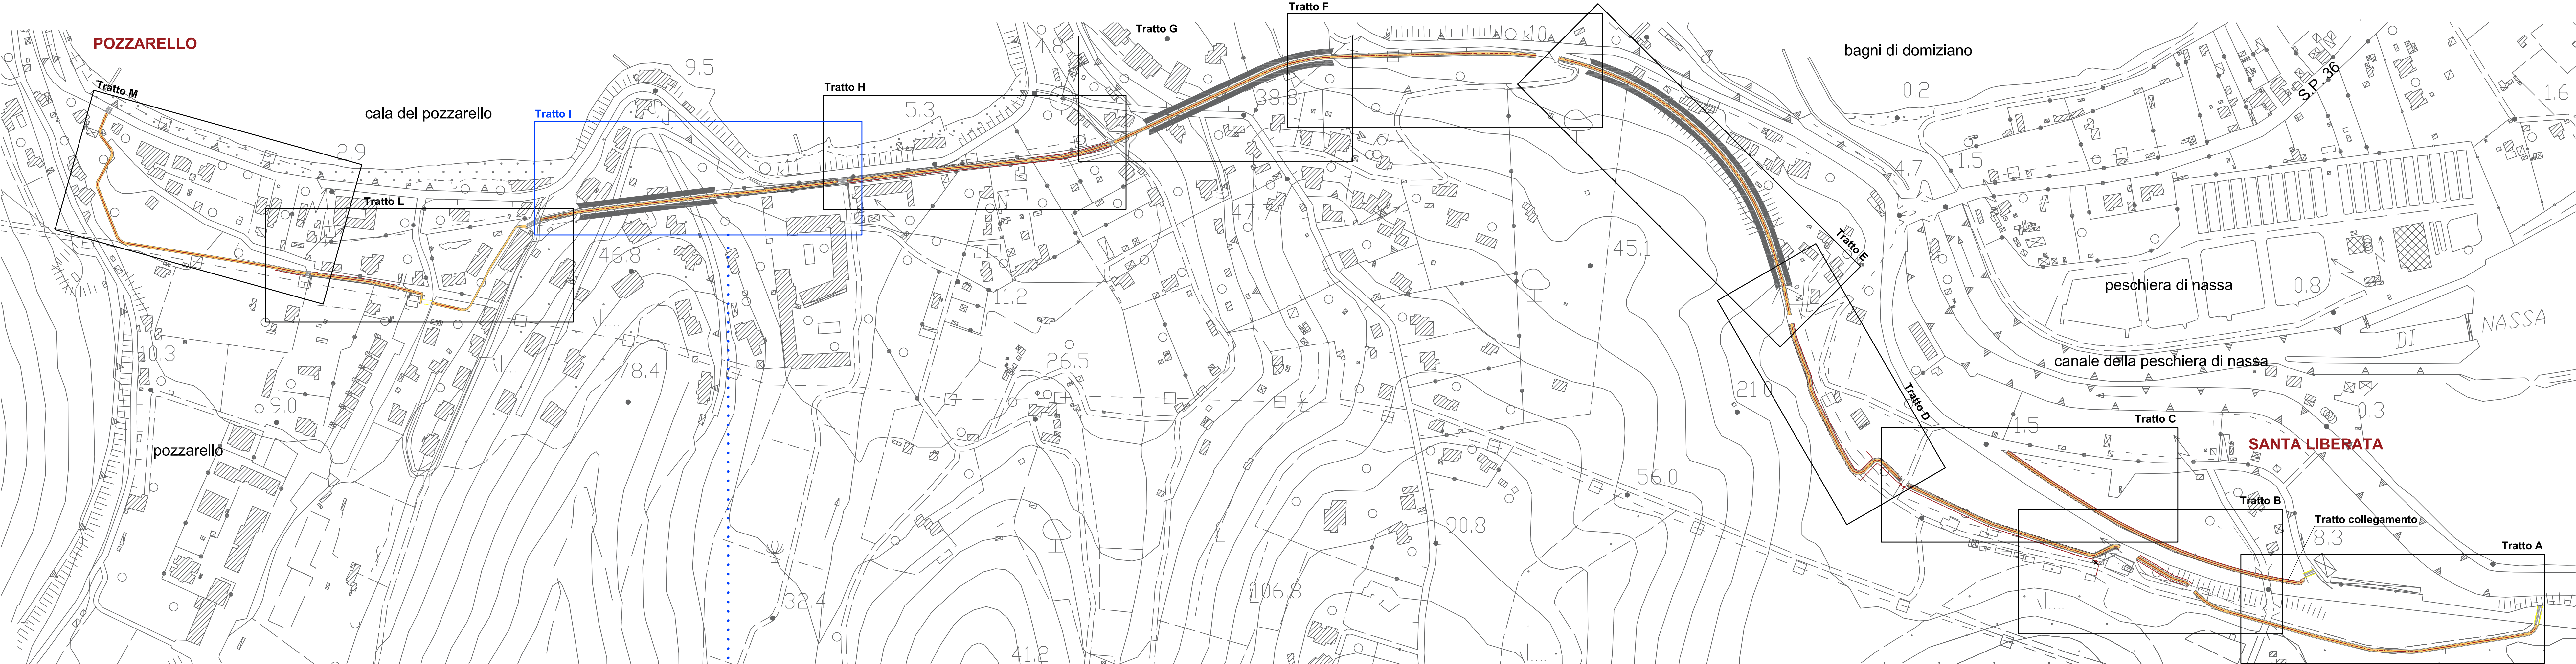 POZZARELLO
Tratto M
cala del pozzarello
9.5
2.9
Tratto L
Tratto I
Tratto H
5.3
4.8
Tratto G
Tratto F
10
38.8
k11
47.7
46.8
11.2
45.1
bagni di domiziano
0.2
S.P. 36
1.6
4.7
1.5
Tratto E
peschiera di nassa
0.8
DI
NASSA
canale della peschiera di nassa
10.3
78.4
26.5
21.0
Tratto D
0.3
9.0
pozzarello
Tratto C
1.5
SANTA LIBERATA
56.0
90.8
Tratto B
Tratto collegamento
8.3
Tratto A
32.4
106.8
41.2